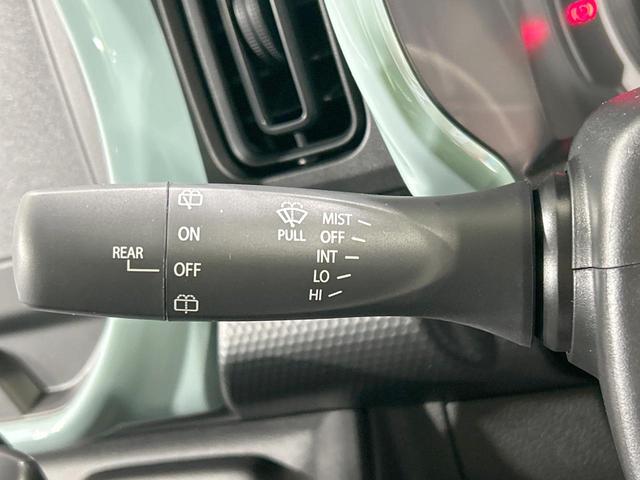 REAR
ON
OFF
PULL
MIST
OFF
INT
LO
HI